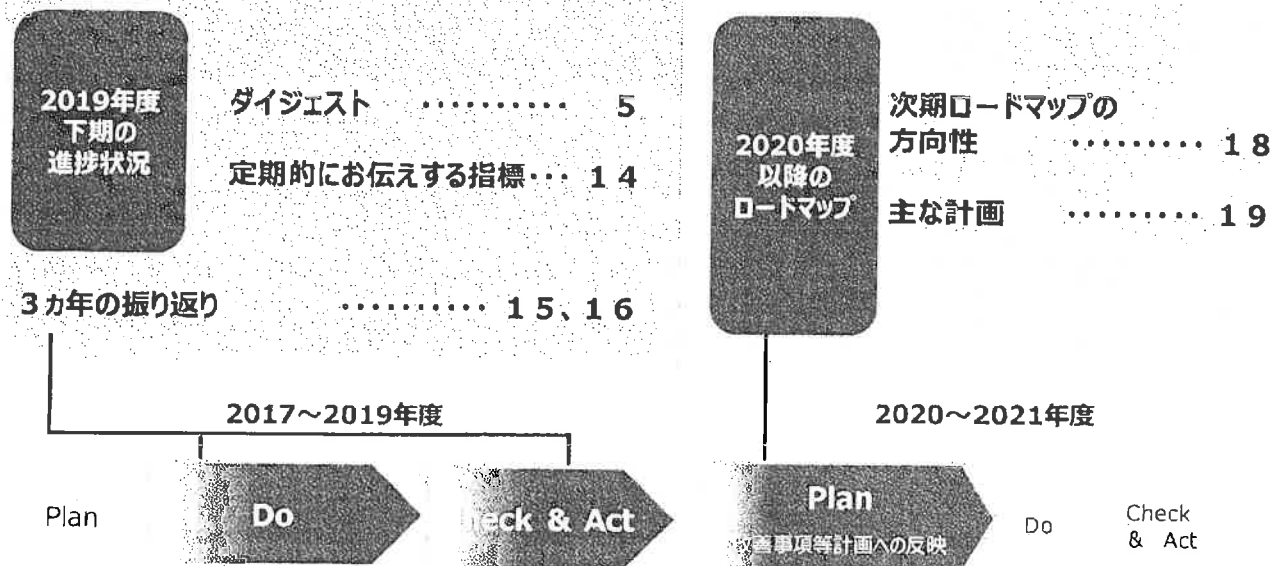 2019年度
下期の
進捗状況
ダイジェスト ・・・・・・・・・・ 5
定期的にお伝えする指標・・・ 14
3ヵ年の振り返り ・・・・・・・・・・ 15、16
2020年度
以降の
ロードマップ
次期ロードマップの
方向性 ・・・・・・・・・ 18
主な計画 ・・・・・・・・・ 19
2017～2019年度
Plan
Do
eck & Act
2020～2021年度
Plan
善事項等計画への反映
Do
Check
& Act